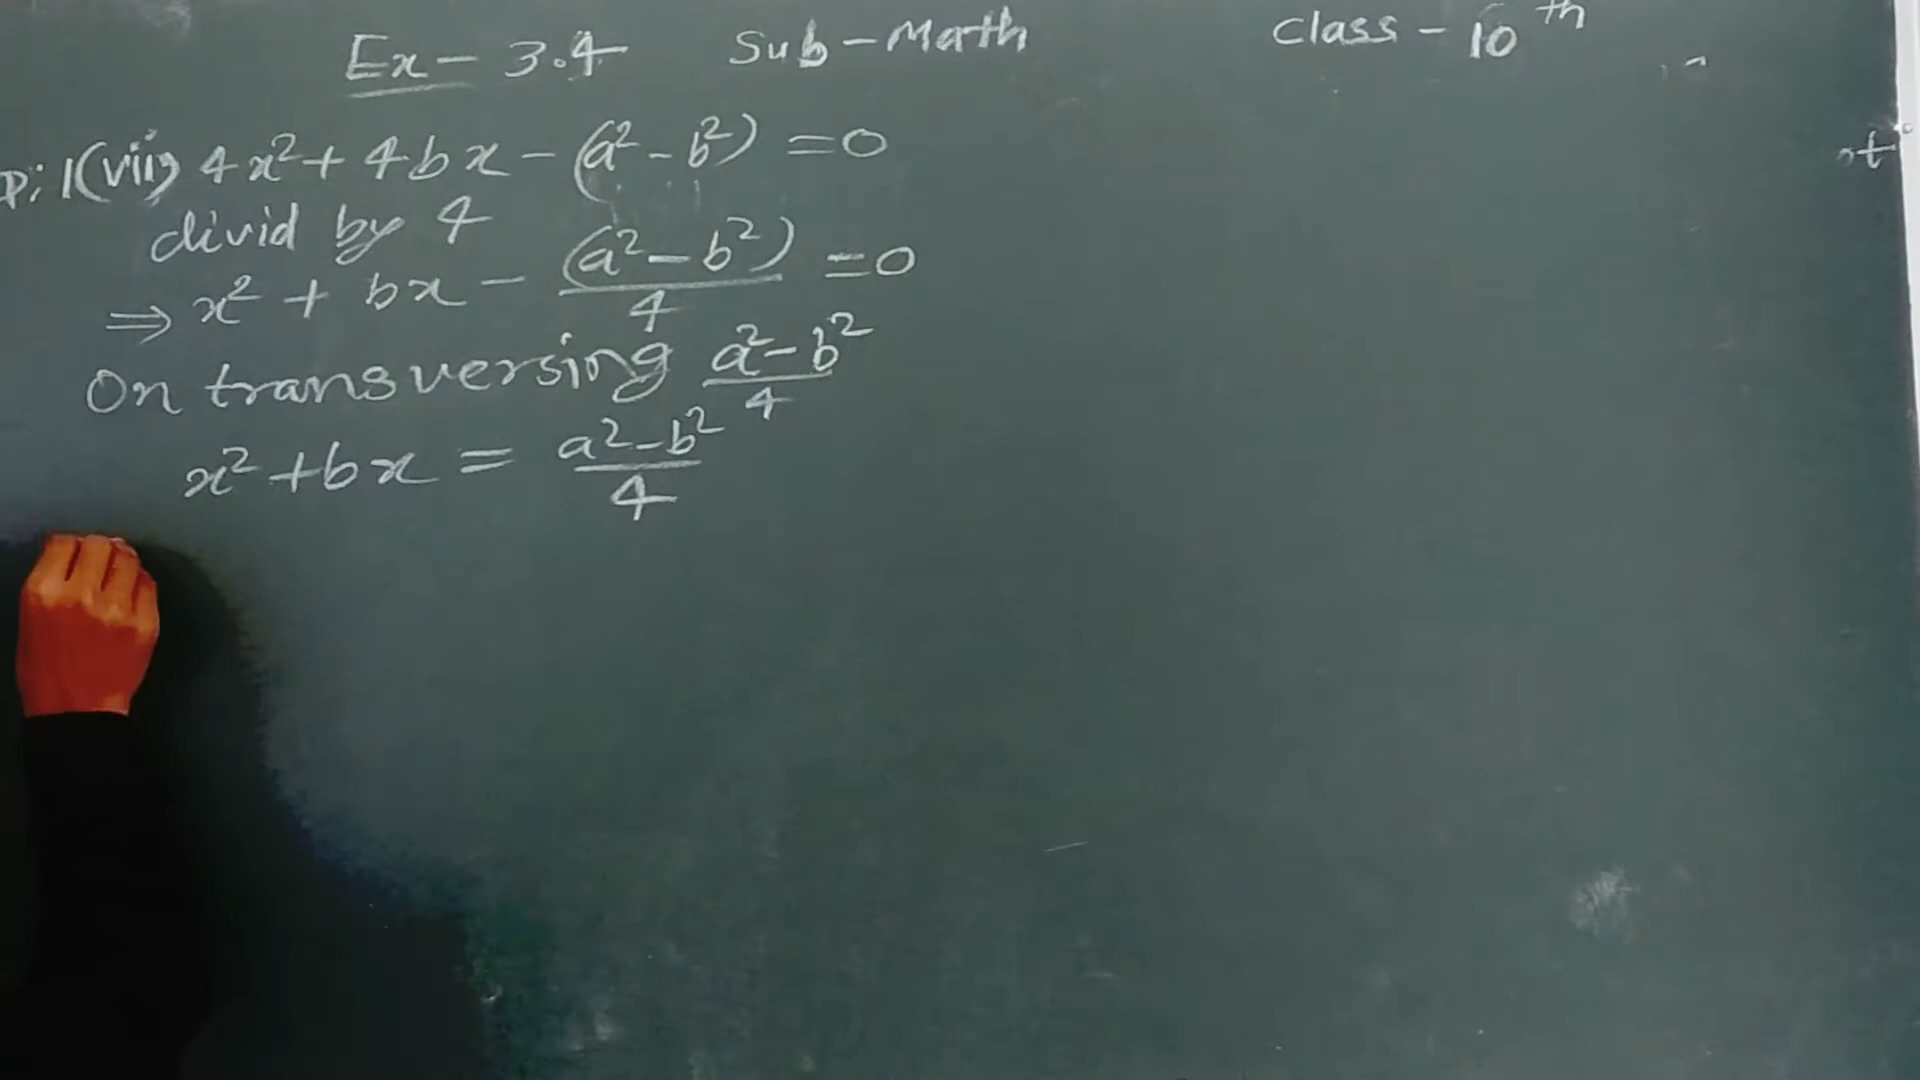 Ex - 3.4 Sub - Math Class - 10th
1(vii) 4x² + 4bx - (a² - b²) = 0
divid by 4
⇒ x² + bx - (a² - b²)/4 = 0
On transversing a² - b²/4
x² + bx = a² - b²/4